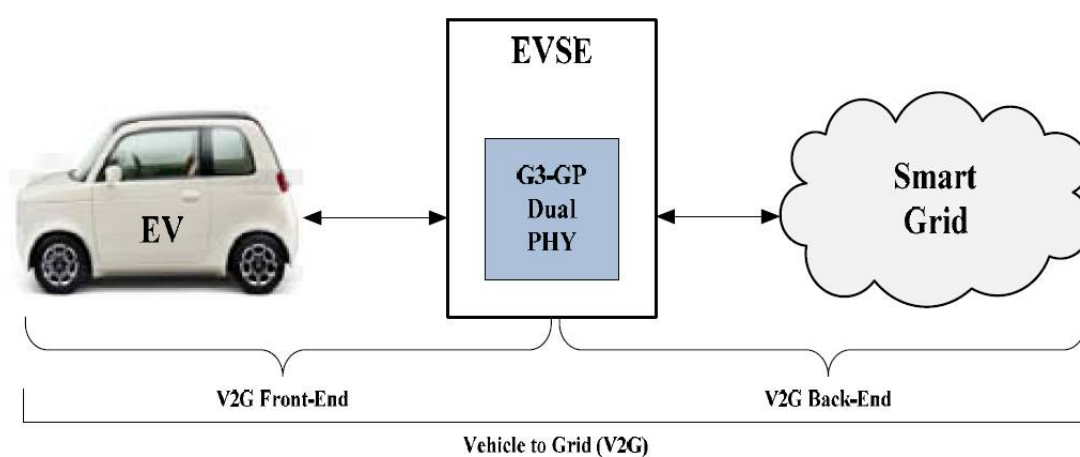 EVSE
G3-GP
Dual
PHY
EV
Smart
Grid
V2G Front-End
V2G Back-End
Vehicle to Grid (V2G)